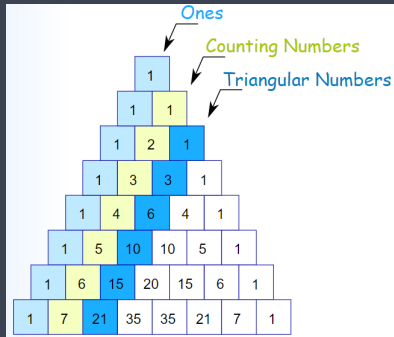 Ones
Counting Numbers
Triangular Numbers
1
1 1
1 2 1
1 3 3 1
1 4 6 4 1
1 5 10 10 5 1
1 6 15 20 15 6 1
1 7 21 35 35 21 7 1